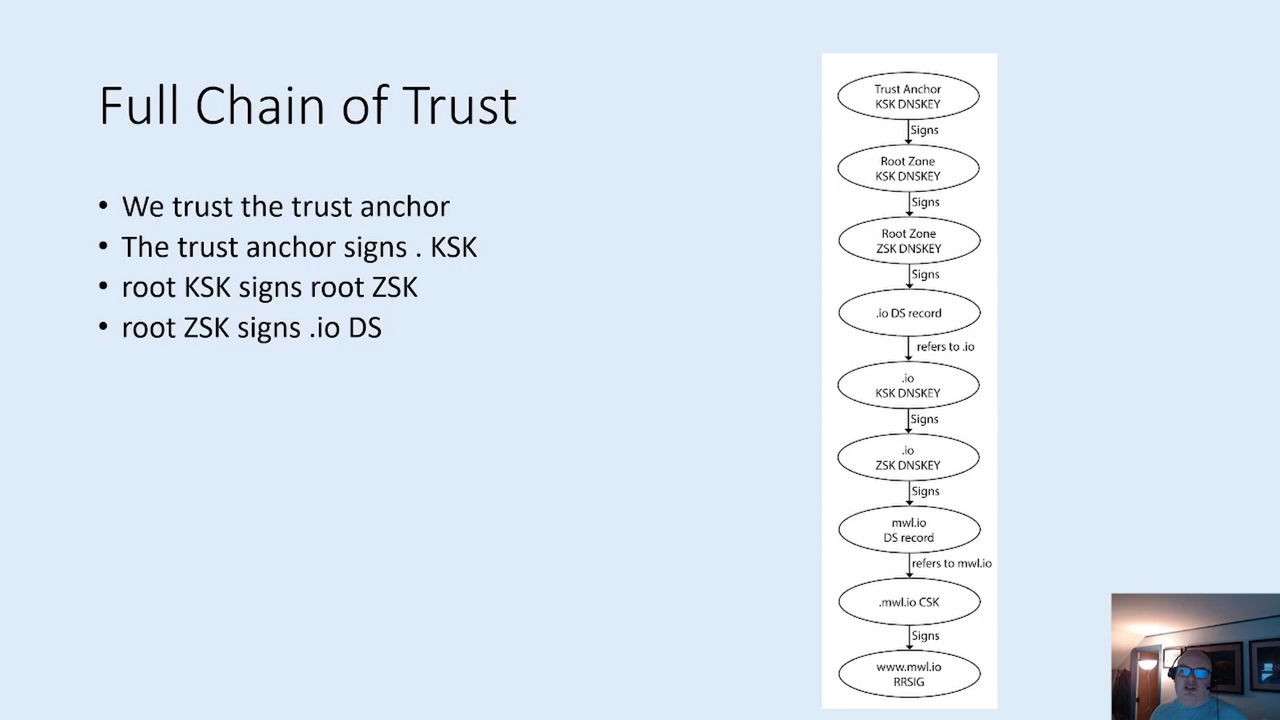 Full Chain of Trust
• We trust the trust anchor
• The trust anchor signs . KSK
• root KSK signs root ZSK
• root ZSK signs .io DS
Trust Anchor
KSK DNSKEY
Signs
Root Zone
KSK DNSKEY
Signs
Root Zone
ZSK DNSKEY
Signs
.io DS record
refers to .io
.io
KSK DNSKEY
Signs
.io
ZSK DNSKEY
Signs
mwl.io
DS record
refers to mwl.io
.mwl.io CSK
Signs
www.mwl.io
RRSIG